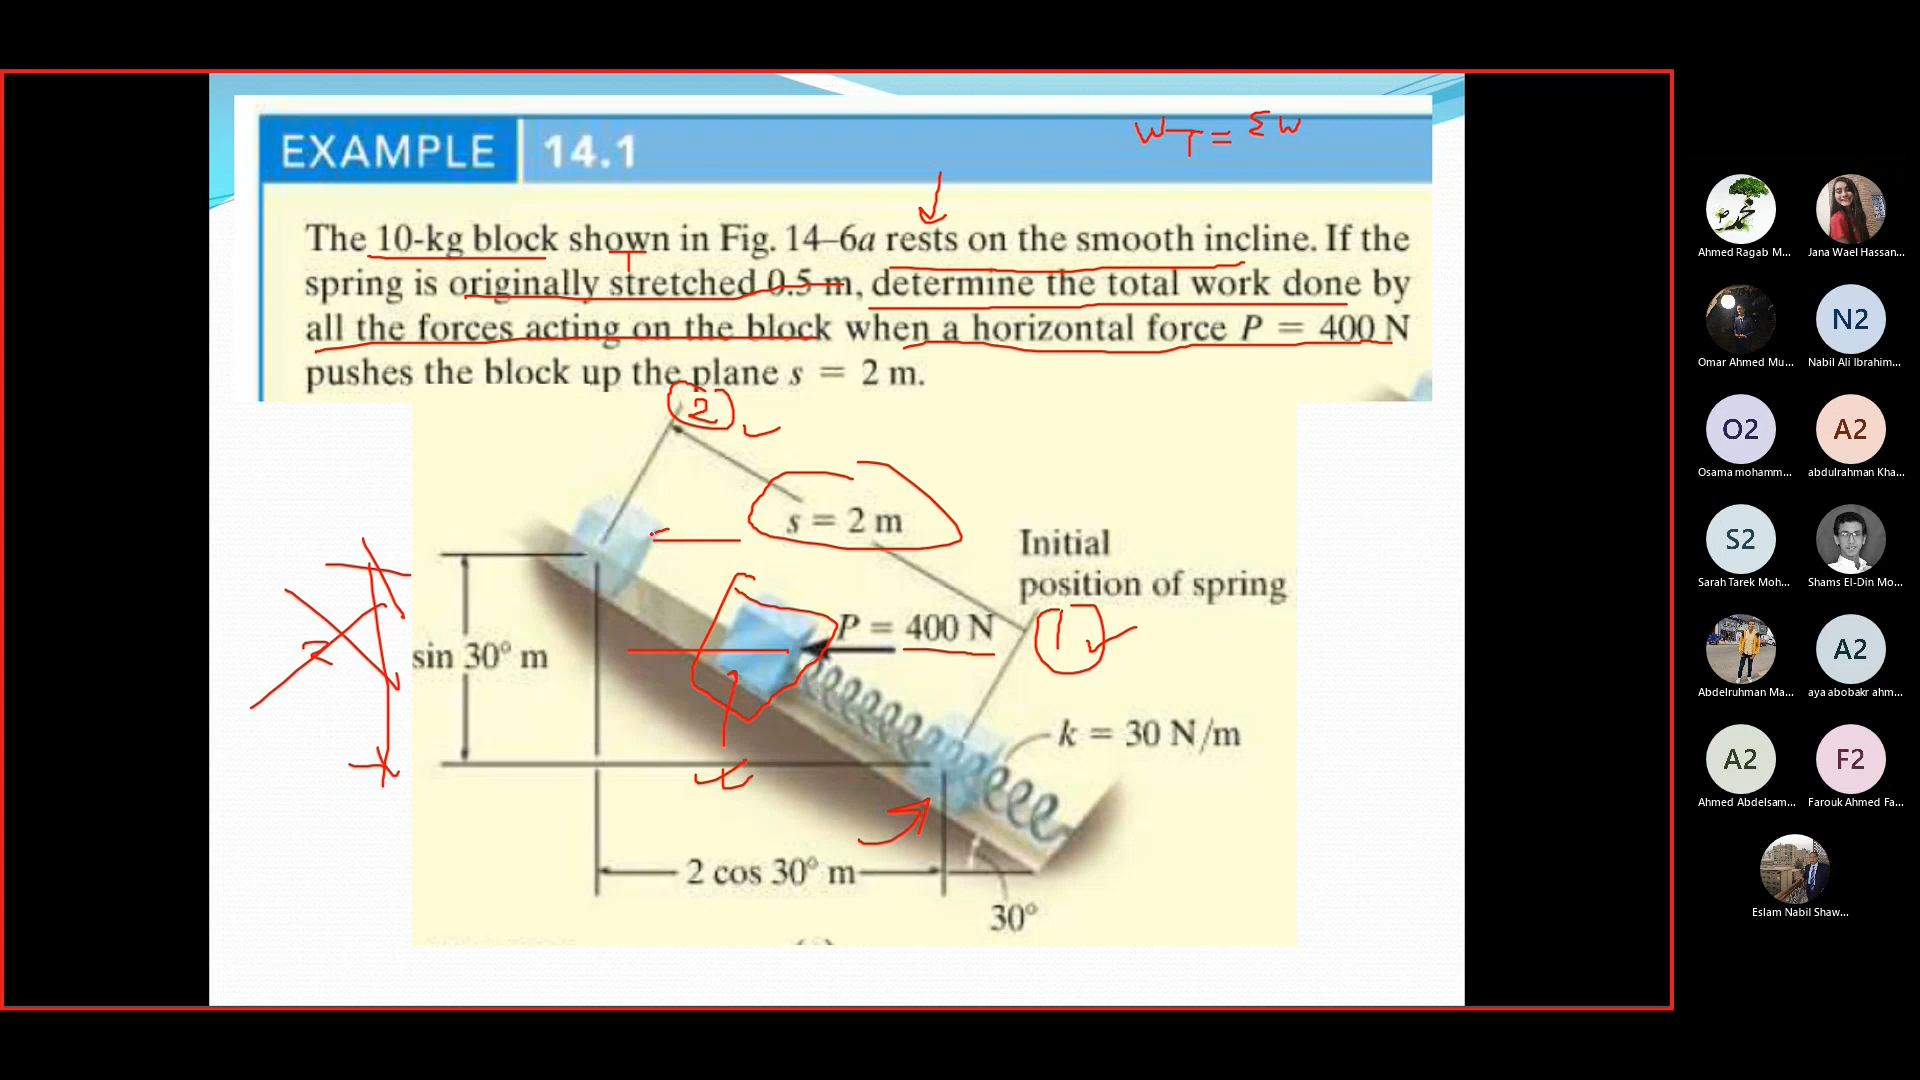 EXAMPLE 14.1
W_T = Σ W
The 10-kg block shown in Fig. 14–6a rests on the smooth incline. If the
spring is originally stretched 0.5 m, determine the total work done by
all the forces acting on the block when a horizontal force P = 400 N
pushes the block up the plane s = 2 m.
2
s = 2 m
Initial
position of spring
1
P = 400 N
2
sin 30° m
k = 30 N/m
2 cos 30° m
30°
Ahmed Ragab M...
Jana Wael Hassan...
Omar Ahmed Mu...
N2
Nabil Ali Ibrahim...
O2
Osama mohamm...
A2
abdulrahman Kha...
S2
Sarah Tarek Moh...
Shams El-Din Mo...
Abdelruhman Ma...
A2
aya abobakr ahm...
A2
Ahmed Abdelsam...
F2
Farouk Ahmed Fa...
Eslam Nabil Shaw...